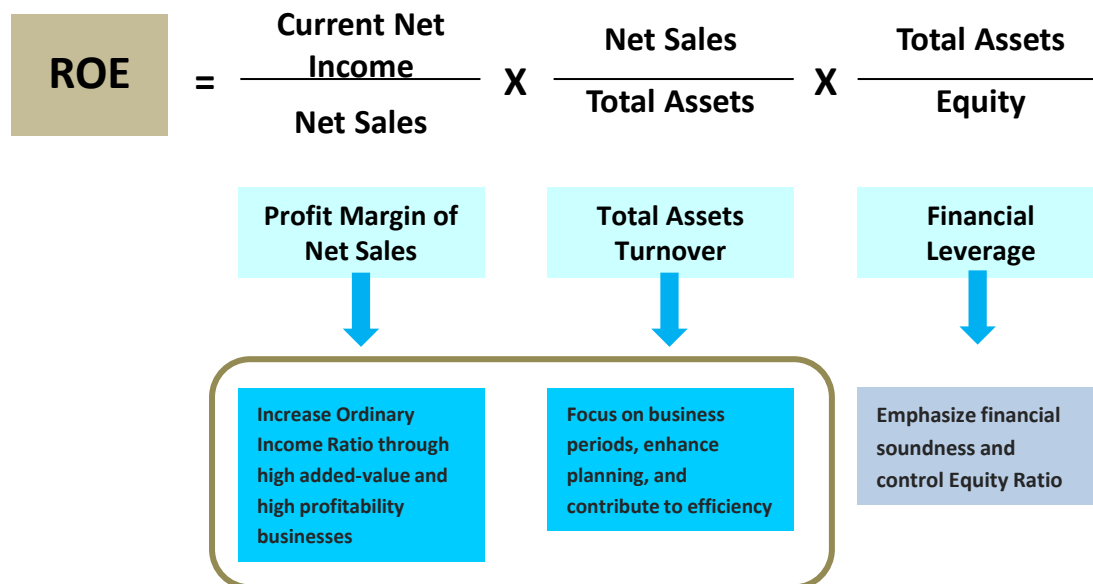 ROE
=
Current Net
Income
Net Sales
X
Net Sales
Total Assets
X
Total Assets
Equity
Profit Margin of
Net Sales
Total Assets
Turnover
Financial
Leverage
Increase Ordinary
Income Ratio through
high added-value and
high profitability
businesses
Focus on business
periods, enhance
planning, and
contribute to efficiency
Emphasize financial
soundness and
control Equity Ratio